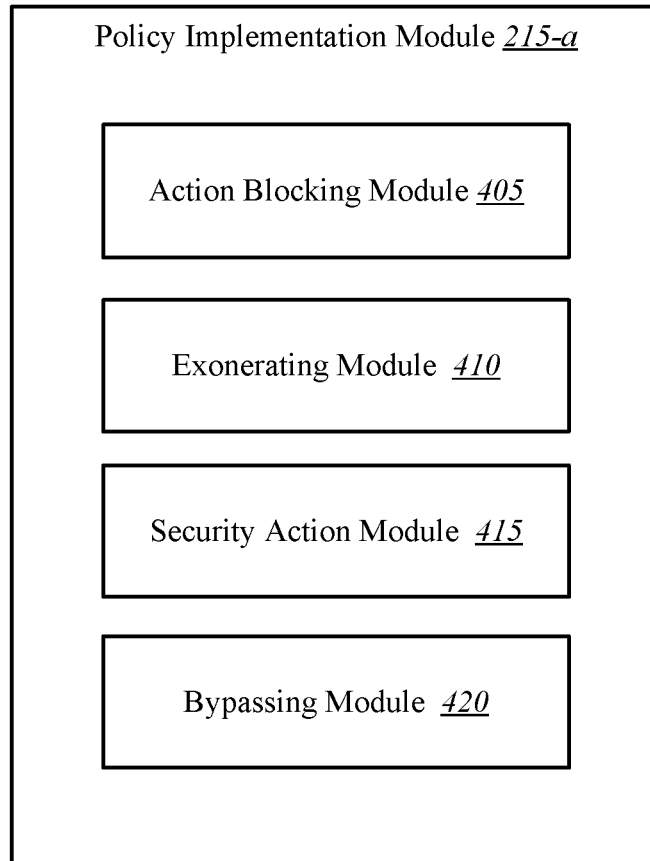 Policy Implementation Module 215-a
Action Blocking Module 405
Exonerating Module 410
Security Action Module 415
Bypassing Module 420